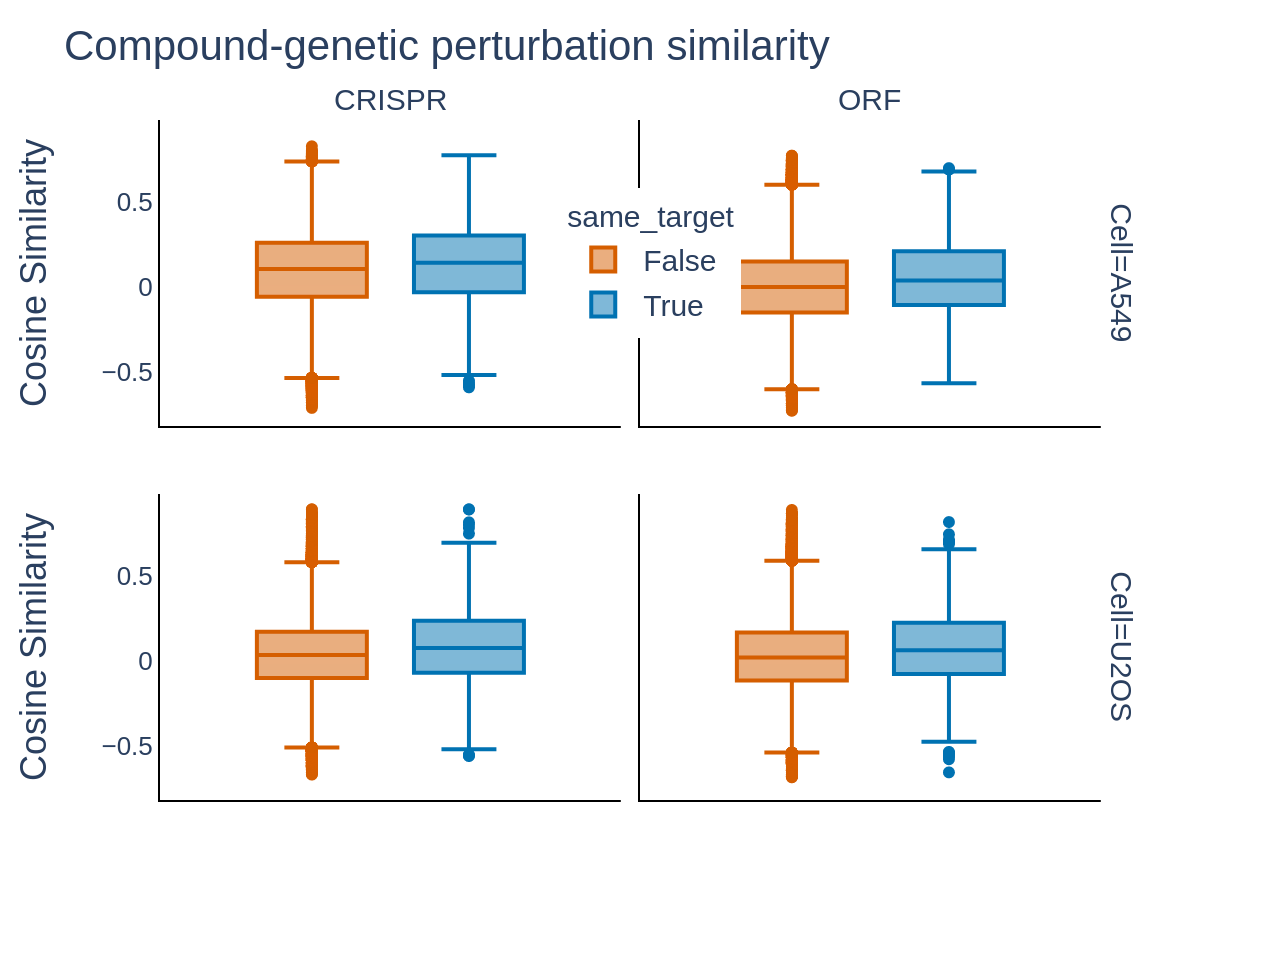 Compound-genetic perturbation similarity
CRISPR
ORF
Cosine Similarity
0.5
0
−0.5
same_target
False
True
Cell=A549
Cosine Similarity
0.5
0
−0.5
Cell=U2OS